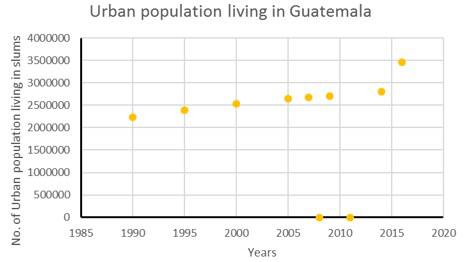 Urban population living in Guatemala
No. of Urban population living in slums
4000000
3500000
3000000
2500000
2000000
1500000
1000000
500000
0
1985 1990 1995 2000 2005 2010 2015 2020
Years